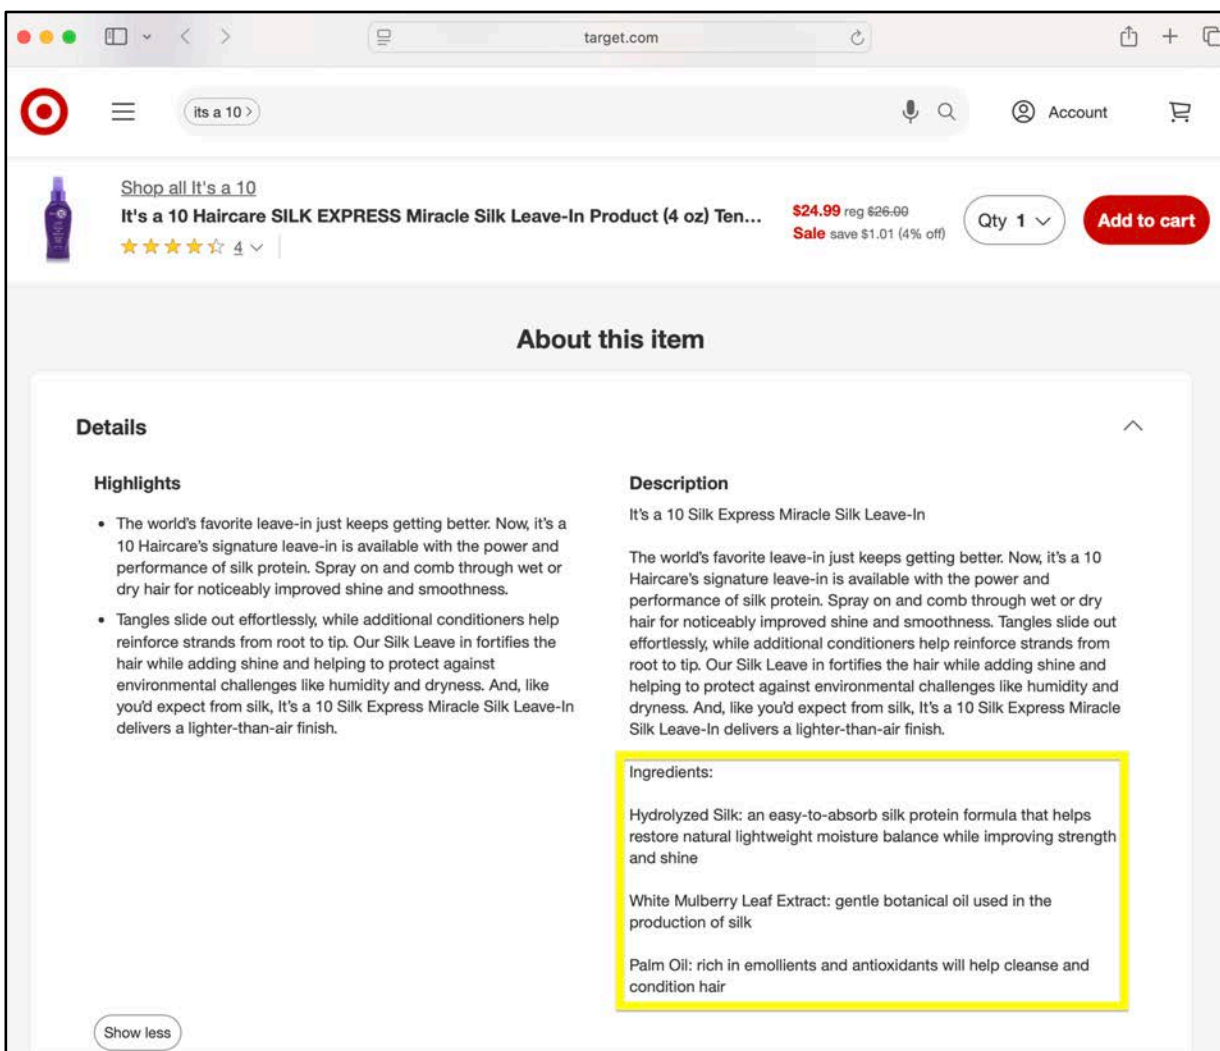 target.com
its a 10 >
Account
Shop all It's a 10
It's a 10 Haircare SILK EXPRESS Miracle Silk Leave-In Product (4 oz) Ten...
4
$24.99 reg $26.00
Sale save $1.01 (4% off)
Qty 1
Add to cart
About this item
Details
Highlights
• The world's favorite leave-in just keeps getting better. Now, it's a
10 Haircare's signature leave-in is available with the power and
performance of silk protein. Spray on and comb through wet or
dry hair for noticeably improved shine and smoothness.
• Tangles slide out effortlessly, while additional conditioners help
reinforce strands from root to tip. Our Silk Leave in fortifies the
hair while adding shine and helping to protect against
environmental challenges like humidity and dryness. And, like
you'd expect from silk, It's a 10 Silk Express Miracle Silk Leave-In
delivers a lighter-than-air finish.
Show less
Description
It's a 10 Silk Express Miracle Silk Leave-In
The world's favorite leave-in just keeps getting better. Now, it's a 10
Haircare's signature leave-in is available with the power and
performance of silk protein. Spray on and comb through wet or dry
hair for noticeably improved shine and smoothness. Tangles slide out
effortlessly, while additional conditioners help reinforce strands from
root to tip. Our Silk Leave in fortifies the hair while adding shine and
helping to protect against environmental challenges like humidity and
dryness. And, like you'd expect from silk, It's a 10 Silk Express Miracle
Silk Leave-In delivers a lighter-than-air finish.
Ingredients:
Hydrolyzed Silk: an easy-to-absorb silk protein formula that helps
restore natural lightweight moisture balance while improving strength
and shine
White Mulberry Leaf Extract: gentle botanical oil used in the
production of silk
Palm Oil: rich in emollients and antioxidants will help cleanse and
condition hair